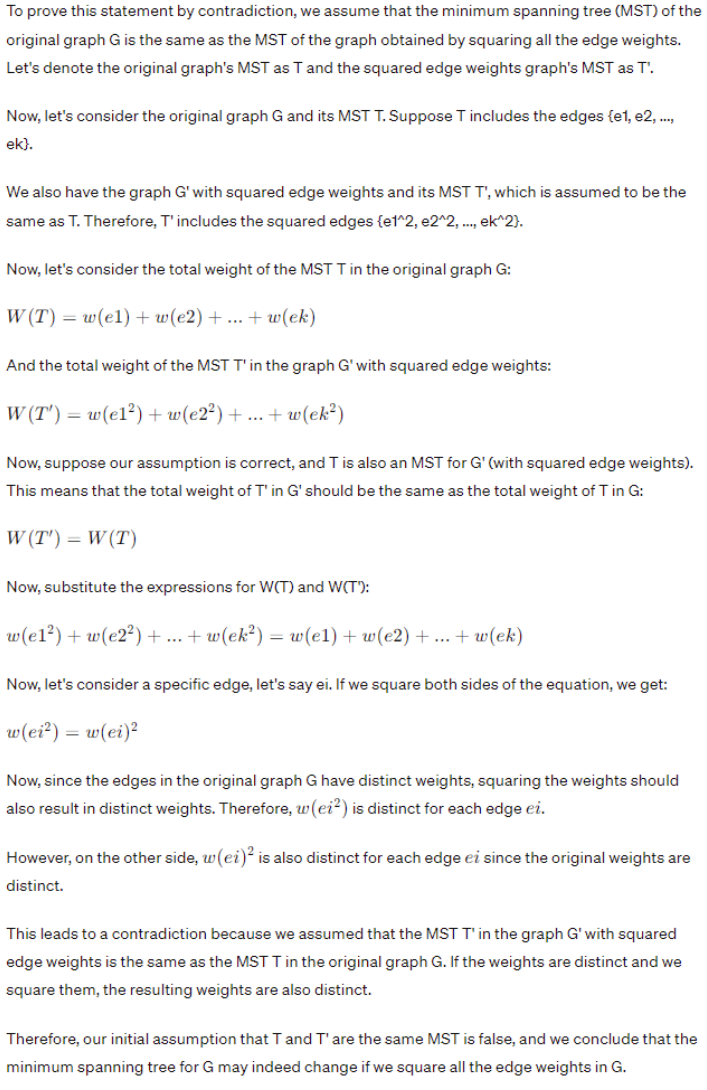 To prove this statement by contradiction, we assume that the minimum spanning tree (MST) of the
original graph G is the same as the MST of the graph obtained by squaring all the edge weights.
Let's denote the original graph's MST as T and the squared edge weights graph's MST as T'.
Now, let's consider the original graph G and its MST T. Suppose T includes the edges {e1, e2, ...,
ek}.
We also have the graph G' with squared edge weights and its MST T', which is assumed to be the
same as T. Therefore, T' includes the squared edges {e1^2, e2^2, ..., ek^2}.
Now, let's consider the total weight of the MST T in the original graph G:
W(T) = w(e1) + w(e2) + ... + w(ek)
And the total weight of the MST T' in the graph G' with squared edge weights:
W(T′) = w(e1²) + w(e2²) + ... + w(ek²)
Now, suppose our assumption is correct, and T is also an MST for G' (with squared edge weights).
This means that the total weight of T' in G' should be the same as the total weight of T in G:
W(T′) = W(T)
Now, substitute the expressions for W(T) and W(T'):
w(e1²) + w(e2²) + ... + w(ek²) = w(e1) + w(e2) + ... + w(ek)
Now, let's consider a specific edge, let's say ei. If we square both sides of the equation, we get:
w(ei²) = w(ei)²
Now, since the edges in the original graph G have distinct weights, squaring the weights should
also result in distinct weights. Therefore, w(ei²) is distinct for each edge ei.
However, on the other side, w(ei)² is also distinct for each edge ei since the original weights are
distinct.
This leads to a contradiction because we assumed that the MST T' in the graph G' with squared
edge weights is the same as the MST T in the original graph G. If the weights are distinct and we
square them, the resulting weights are also distinct.
Therefore, our initial assumption that T and T' are the same MST is false, and we conclude that the
minimum spanning tree for G may indeed change if we square all the edge weights in G.